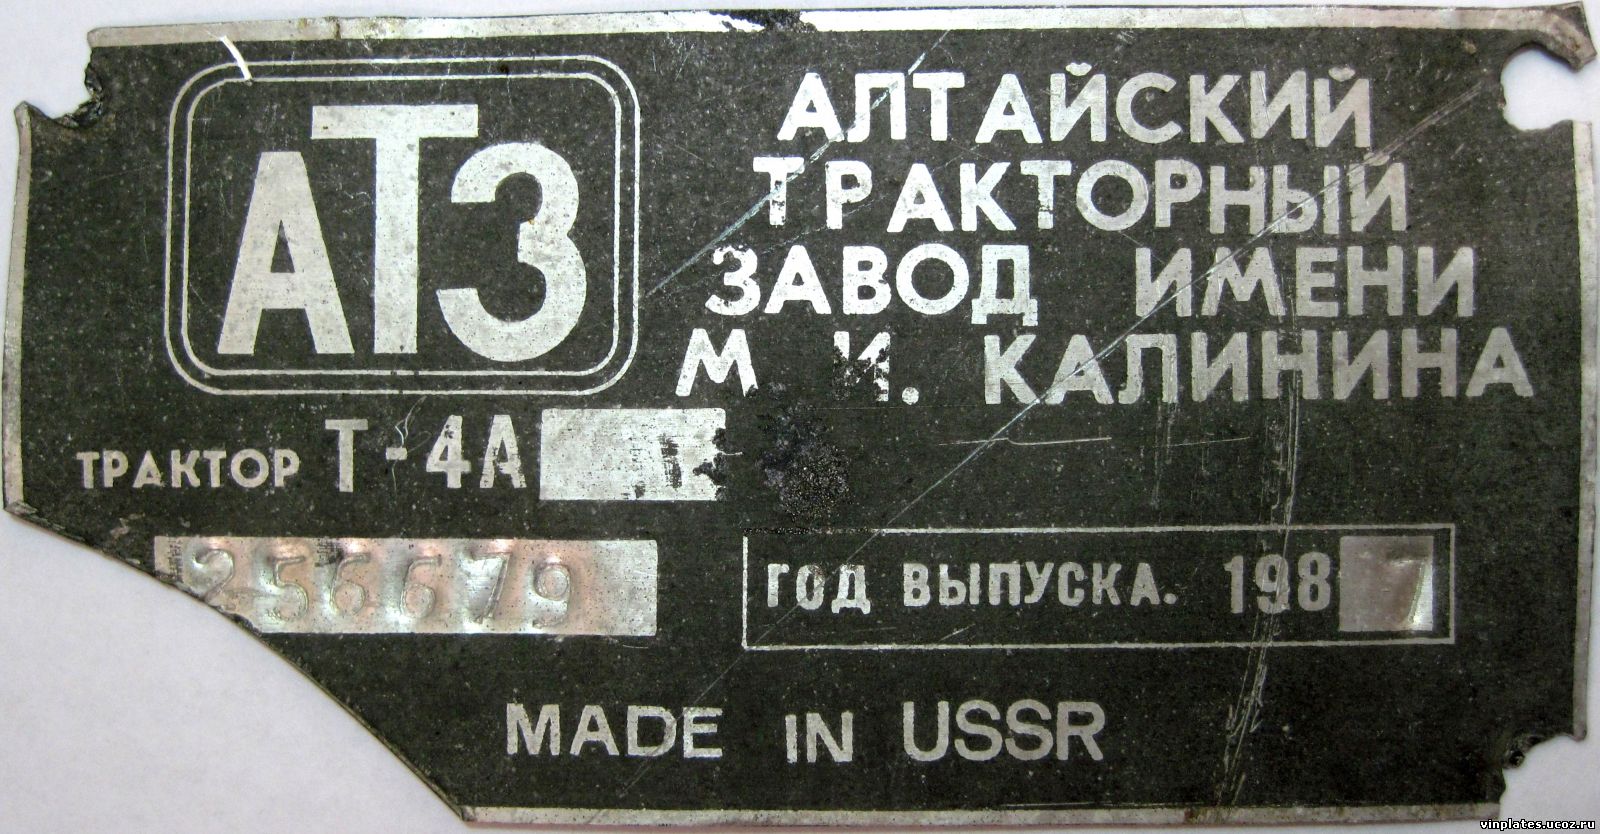 АТЗ
АЛТАЙСКИЙ
ТРАКТОРНЫЙ
ЗАВОД ИМЕНИ
М И. КАЛИНИНА
ТРАКТОР Т-4А
256679
ГОД ВЫПУСКА. 1987
MADE IN USSR
vinplates.ucoz.ru